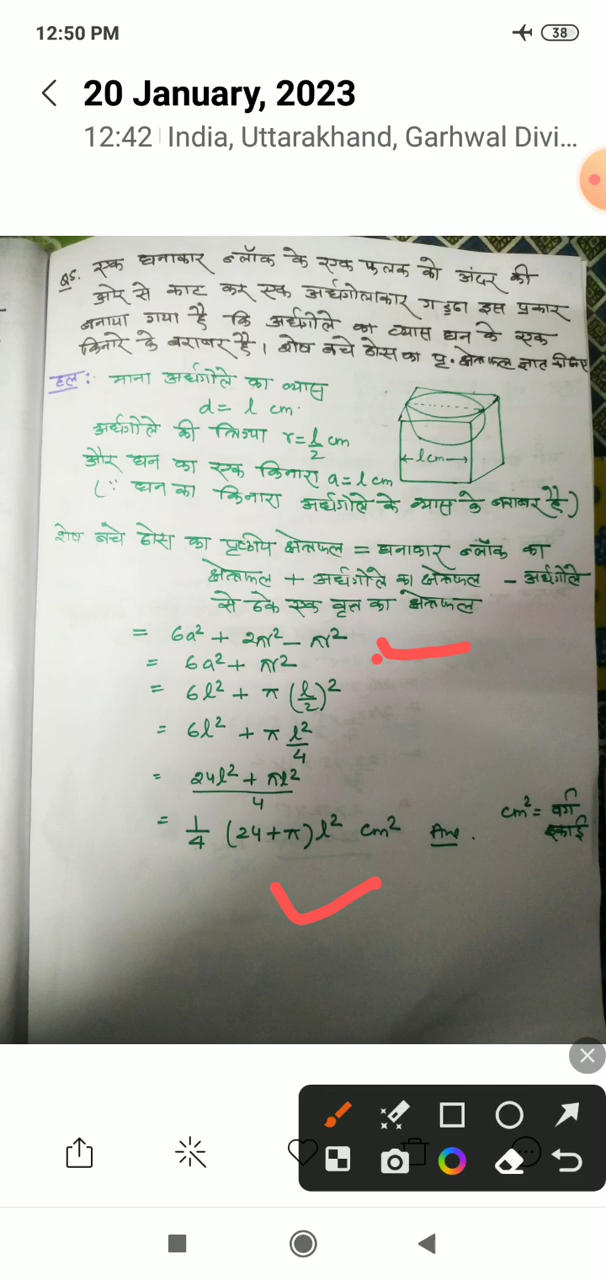 12:50 PM
38
20 January, 2023
12:42 India, Uttarakhand, Garhwal Divi...
Q5. एक घनाकार ब्लॉक के एक फलक को अंदर की
ओर से काट कर एक अर्धगोलाकार गड्ढा इस प्रकार
बनाया गया है कि अर्धगोले का व्यास घन के एक
किनारे के बराबर है। शेष बचे ठोस का पृ. क्षेत्रफल ज्ञात कीजिए
हल:- माना अर्धगोले का व्यास
d = l cm.
अर्धगोले की त्रिज्या r = l/2 cm
और घन का एक किनारा a = l cm
(∵ घन का किनारा अर्धगोले के व्यास के बराबर है)
l cm
शेष बचे ठोस का पृष्ठीय क्षेत्रफल = घनाकार ब्लॉक का
क्षेत्रफल + अर्धगोले का क्षेत्रफल - अर्धगोले
से ढके एक वृत्त का क्षेत्रफल
= 6a² + 2πr² - πr²
= 6a² + πr²
= 6l² + π (l/2)²
= 6l² + π l²/4
= 24l² + πl²/4
= 1/4 (24+π) l² cm² Ans.
cm² = वर्ग
इकाई